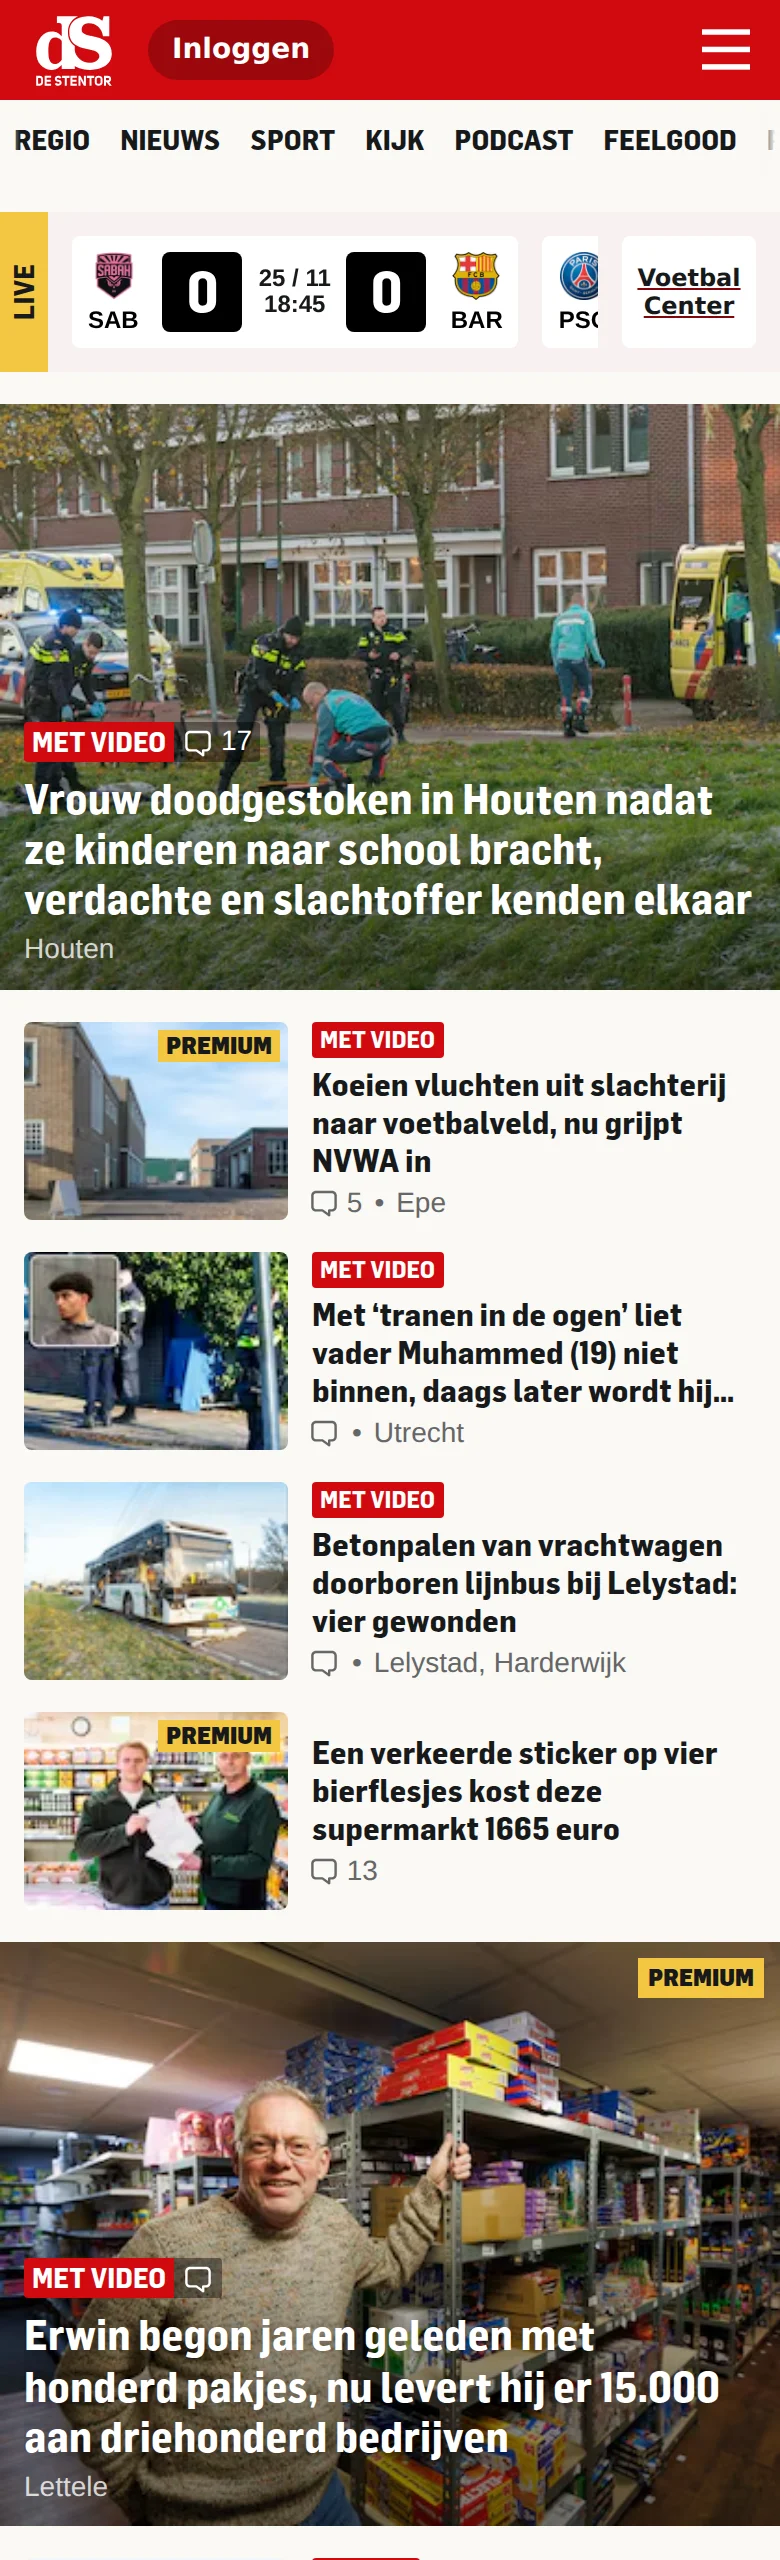 dS
DE STENTOR
Inloggen
REGIO NIEUWS SPORT KIJK PODCAST FEELGOOD
LIVE
SABAH
SAB
0
25 / 11
18:45
0
FCB
BAR
PARIS
PSG
Voetbal
Center
MET VIDEO 17
Vrouw doodgestoken in Houten nadat
ze kinderen naar school bracht,
verdachte en slachtoffer kenden elkaar
Houten
PREMIUM
MET VIDEO
Koeien vluchten uit slachterij
naar voetbalveld, nu grijpt
NVWA in
5 • Epe
MET VIDEO
Met ‘tranen in de ogen’ liet
vader Muhammed (19) niet
binnen, daags later wordt hij...
• Utrecht
MET VIDEO
Betonpalen van vrachtwagen
doorboren lijnbus bij Lelystad:
vier gewonden
• Lelystad, Harderwijk
PREMIUM
Een verkeerde sticker op vier
bierflesjes kost deze
supermarkt 1665 euro
13
PREMIUM
MET VIDEO
Erwin begon jaren geleden met
honderd pakjes, nu levert hij er 15.000
aan driehonderd bedrijven
Lettele